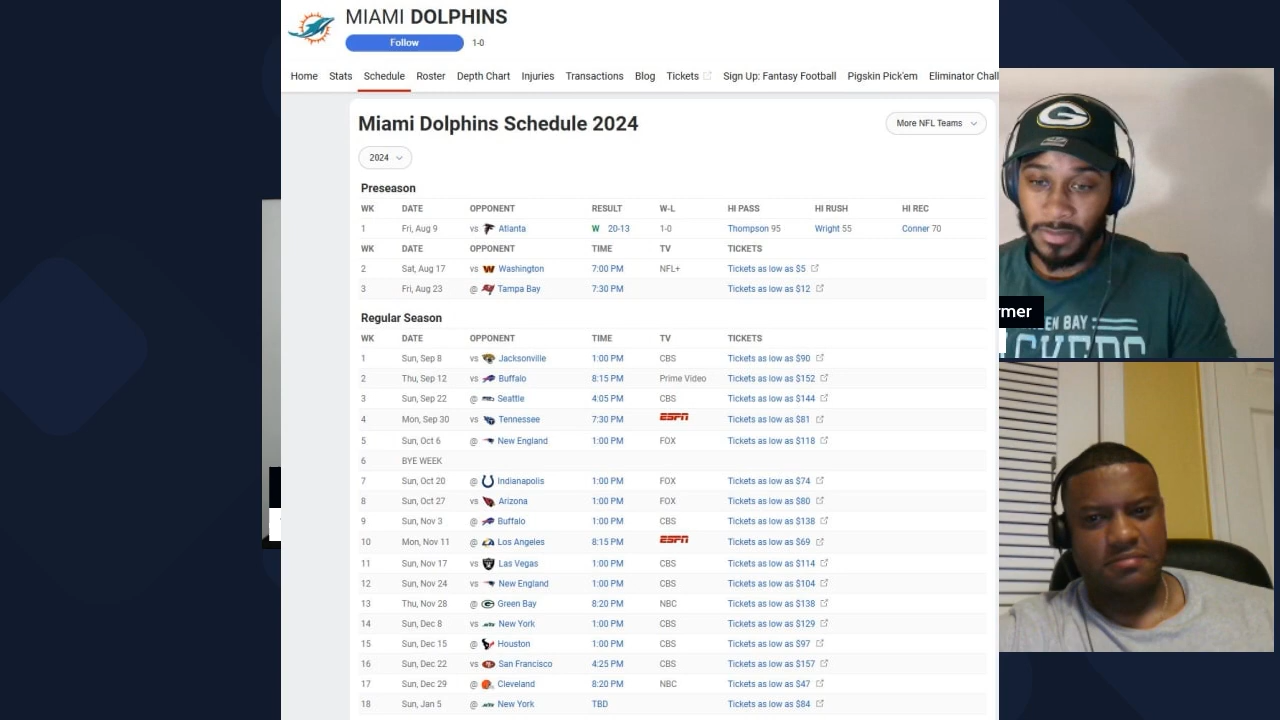 MIAMI DOLPHINS
Follow 1-0
Home Stats Schedule Roster Depth Chart Injuries Transactions Blog Tickets Sign Up: Fantasy Football Pigskin Pick'em Eliminator Chall
Miami Dolphins Schedule 2024 More NFL Teams
2024
Preseason
WK DATE OPPONENT RESULT W-L HI PASS HI RUSH HI REC
1 Fri, Aug 9 vs Atlanta W 20-13 1-0 Thompson 95 Wright 55 Conner 70
WK DATE OPPONENT TIME TV TICKETS
2 Sat, Aug 17 vs Washington 7:00 PM NFL+ Tickets as low as $5
3 Fri, Aug 23 @ Tampa Bay 7:30 PM Tickets as low as $12
Regular Season
WK DATE OPPONENT TIME TV TICKETS
1 Sun, Sep 8 vs Jacksonville 1:00 PM CBS Tickets as low as $90
2 Thu, Sep 12 vs Buffalo 8:15 PM Prime Video Tickets as low as $152
3 Sun, Sep 22 @ Seattle 4:05 PM CBS Tickets as low as $144
4 Mon, Sep 30 vs Tennessee 7:30 PM ESPN Tickets as low as $81
5 Sun, Oct 6 @ New England 1:00 PM FOX Tickets as low as $118
6 BYE WEEK
7 Sun, Oct 20 @ Indianapolis 1:00 PM FOX Tickets as low as $74
8 Sun, Oct 27 vs Arizona 1:00 PM FOX Tickets as low as $80
9 Sun, Nov 3 @ Buffalo 1:00 PM CBS Tickets as low as $138
10 Mon, Nov 11 @ Los Angeles 8:15 PM ESPN Tickets as low as $69
11 Sun, Nov 17 vs Las Vegas 1:00 PM CBS Tickets as low as $114
12 Sun, Nov 24 vs New England 1:00 PM CBS Tickets as low as $104
13 Thu, Nov 28 @ Green Bay 8:20 PM NBC Tickets as low as $138
14 Sun, Dec 8 vs New York 1:00 PM CBS Tickets as low as $129
15 Sun, Dec 15 @ Houston 1:00 PM CBS Tickets as low as $97
16 Sun, Dec 22 vs San Francisco 4:25 PM CBS Tickets as low as $157
17 Sun, Dec 29 @ Cleveland 8:20 PM NBC Tickets as low as $47
18 Sun, Jan 5 @ New York TBD Tickets as low as $84
G
rmer
EEN BAY
ACKERS